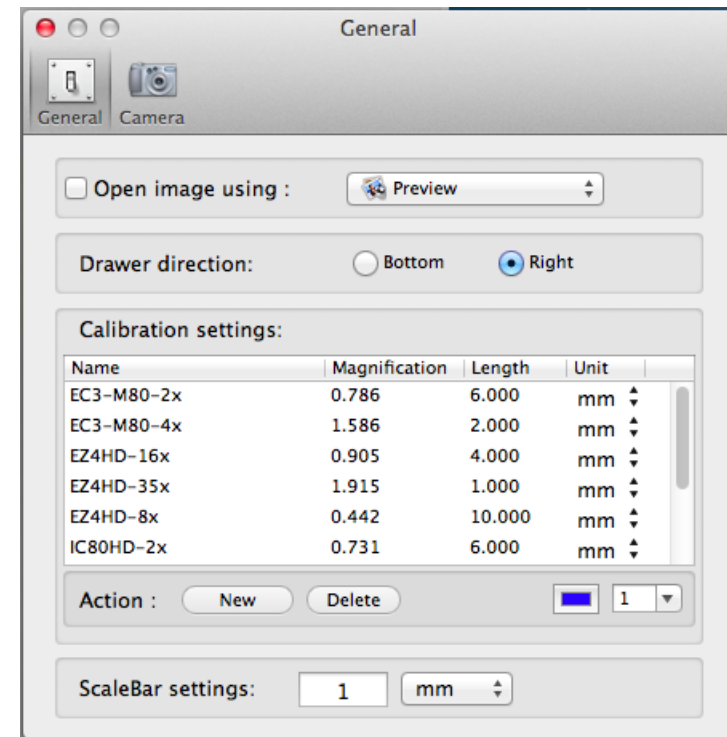 General
General Camera
Open image using : Preview
Drawer direction: Bottom Right
Calibration settings:
Name Magnification Length Unit
EC3-M80-2x 0.786 6.000 mm
EC3-M80-4x 1.586 2.000 mm
EZ4HD-16x 0.905 4.000 mm
EZ4HD-35x 1.915 1.000 mm
EZ4HD-8x 0.442 10.000 mm
IC80HD-2x 0.731 6.000 mm
Action : New Delete 1
ScaleBar settings: 1 mm